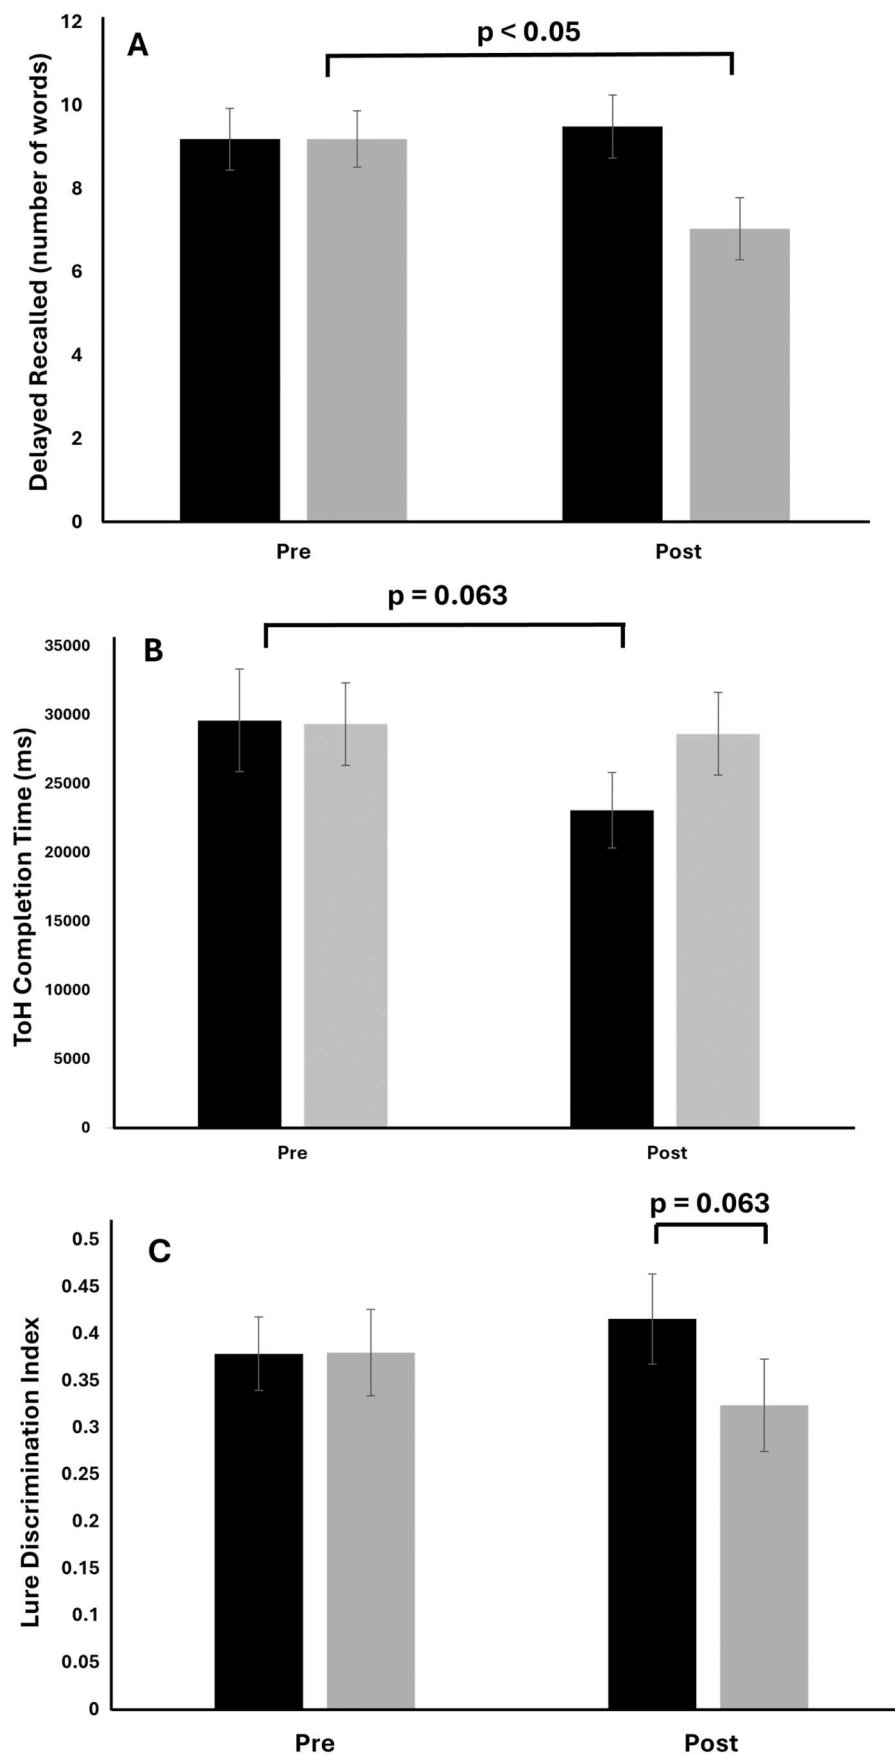 A
p < 0.05
Delayed Recalled (number of words)
12
10
8
6
4
2
0
Pre Post
B
p = 0.063
ToH Completion Time (ms)
35000
30000
25000
20000
15000
10000
5000
0
Pre Post
C
p = 0.063
Lure Discrimination Index
0.5
0.45
0.4
0.35
0.3
0.25
0.2
0.15
0.1
0.05
0
Pre Post